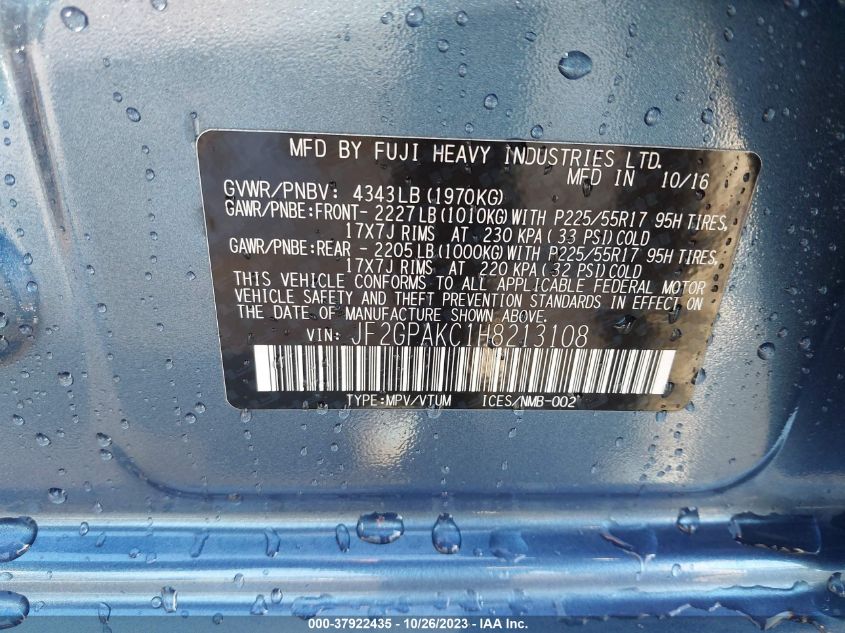 MFD BY FUJI HEAVY INDUSTRIES LTD.
MFD IN 10/16
GVWR/PNBV: 4343LB (1970KG)
GAWR/PNBE:FRONT- 2227LB(1010KG)WITH P225/55R17 95H TIRES,
17X7J RIMS AT 230 KPA(33 PSI)COLD
GAWR/PNBE:REAR - 2205LB(1000KG)WITH P225/55R17 95H TIRES,
17X7J RIMS AT 220 KPA(32 PSI)COLD
THIS VEHICLE CONFORMS TO ALL APPLICABLE FEDERAL MOTOR
VEHICLE SAFETY AND THEFT PREVENTION STANDARDS IN EFFECT ON
THE DATE OF MANUFACTURE SHOWN ABOVE.
VIN: JF2GPAKC1H8213108
TYPE:MPV/VTUM ICES/NMB-002
000-37922435 - 10/26/2023 - IAA Inc.